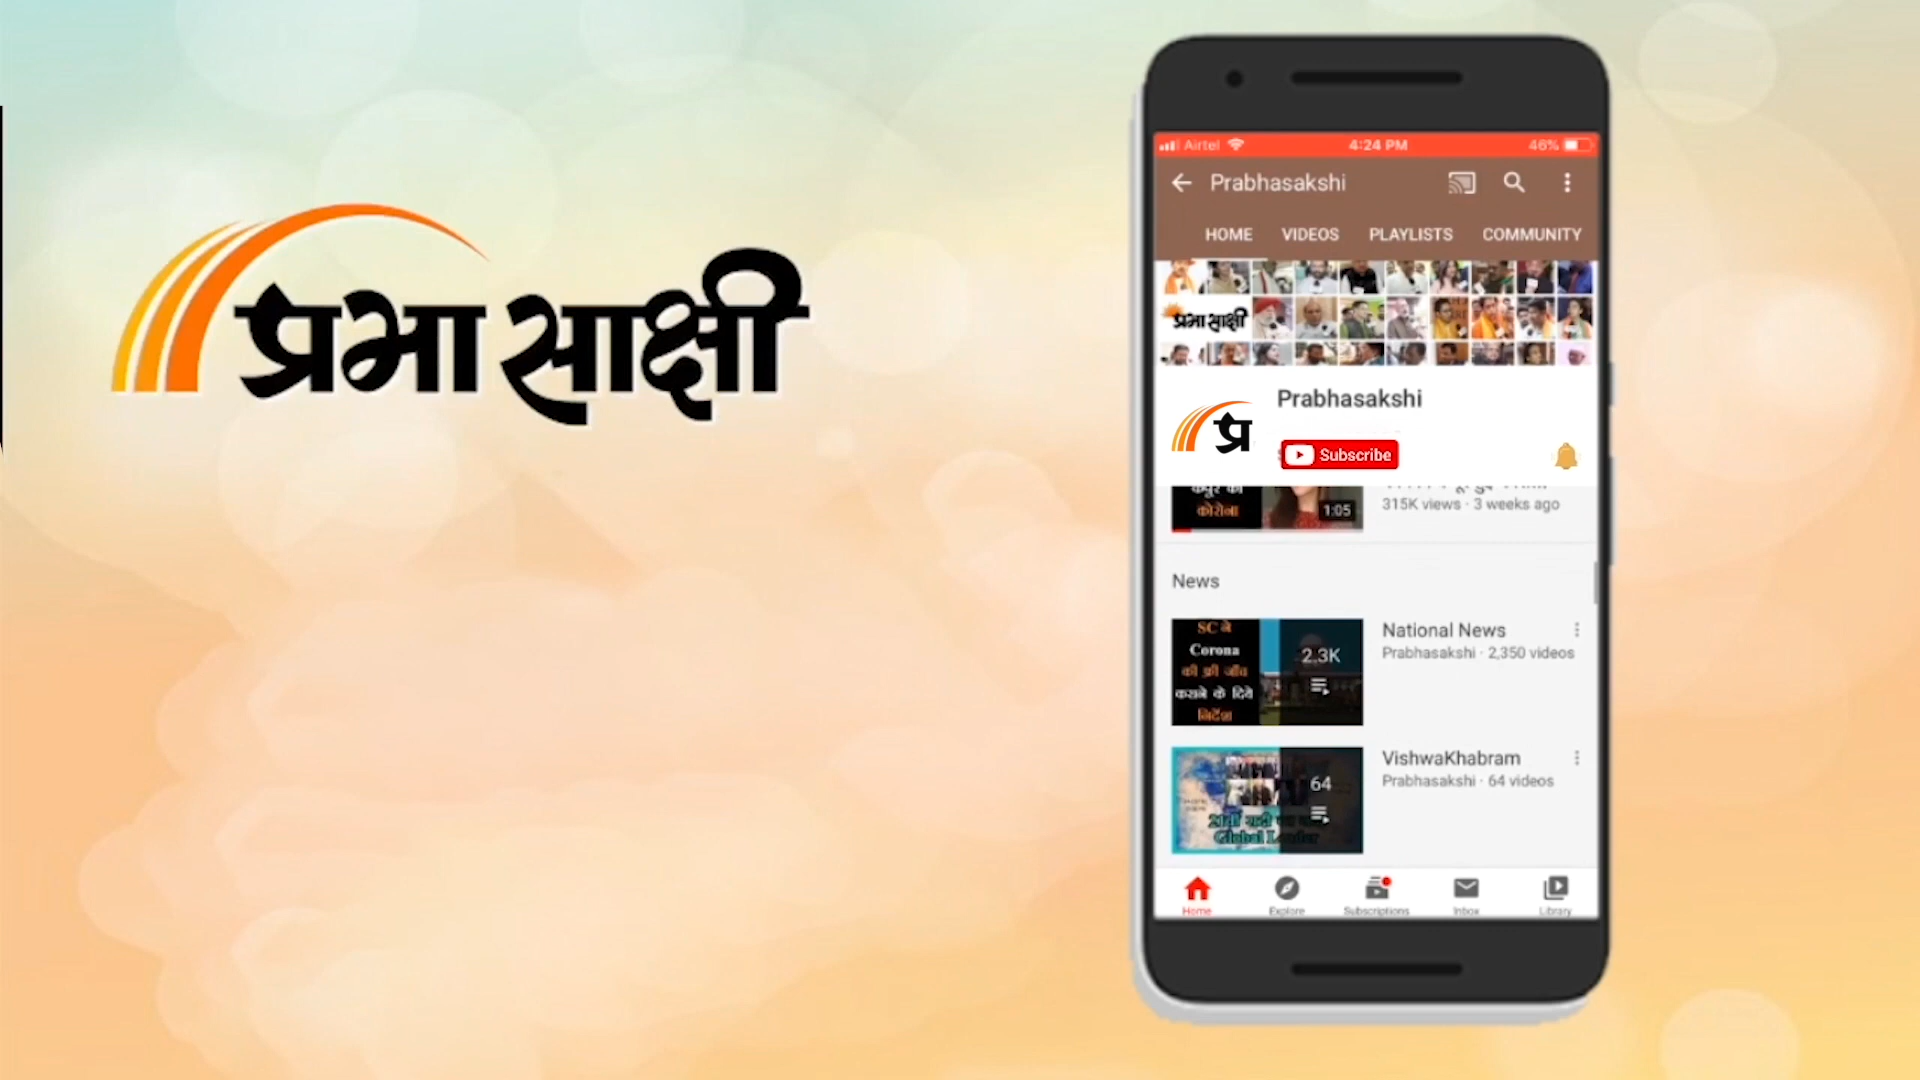 प्रभा साक्षी
Airtel 4:24 PM 46%
Prabhasakshi
HOME VIDEOS PLAYLISTS COMMUNITY
प्रभा साक्षी
Prabhasakshi
प्र
Subscribe
कोरोना
1:05
315K views · 3 weeks ago
News
SC ने
Corona
की फ्री जाँच
कराने के दिये
निर्देश
2.3K
National News
Prabhasakshi · 2,350 videos
64
Global Leader
VishwaKhabram
Prabhasakshi · 64 videos
Home Explore Subscriptions Inbox Library